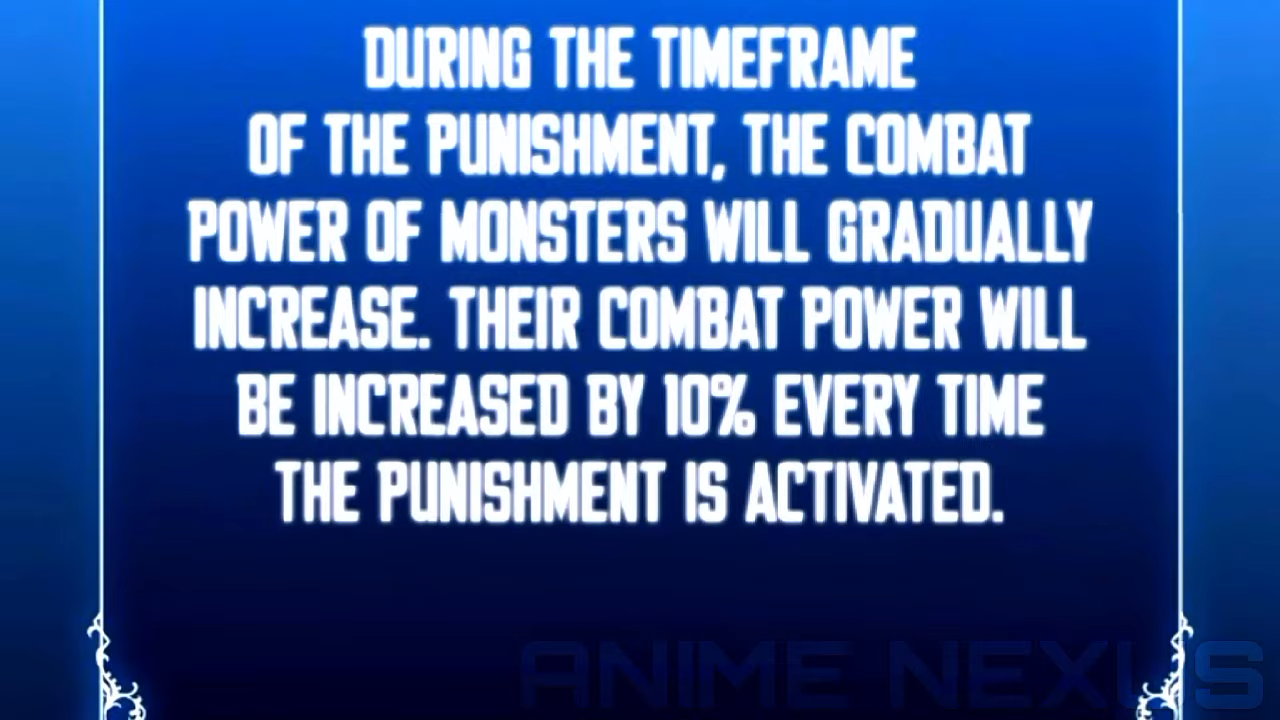 DURING THE TIMEFRAME
OF THE PUNISHMENT, THE COMBAT
POWER OF MONSTERS WILL GRADUALLY
INCREASE. THEIR COMBAT POWER WILL
BE INCREASED BY 10% EVERY TIME
THE PUNISHMENT IS ACTIVATED.
ANIME NEXUS